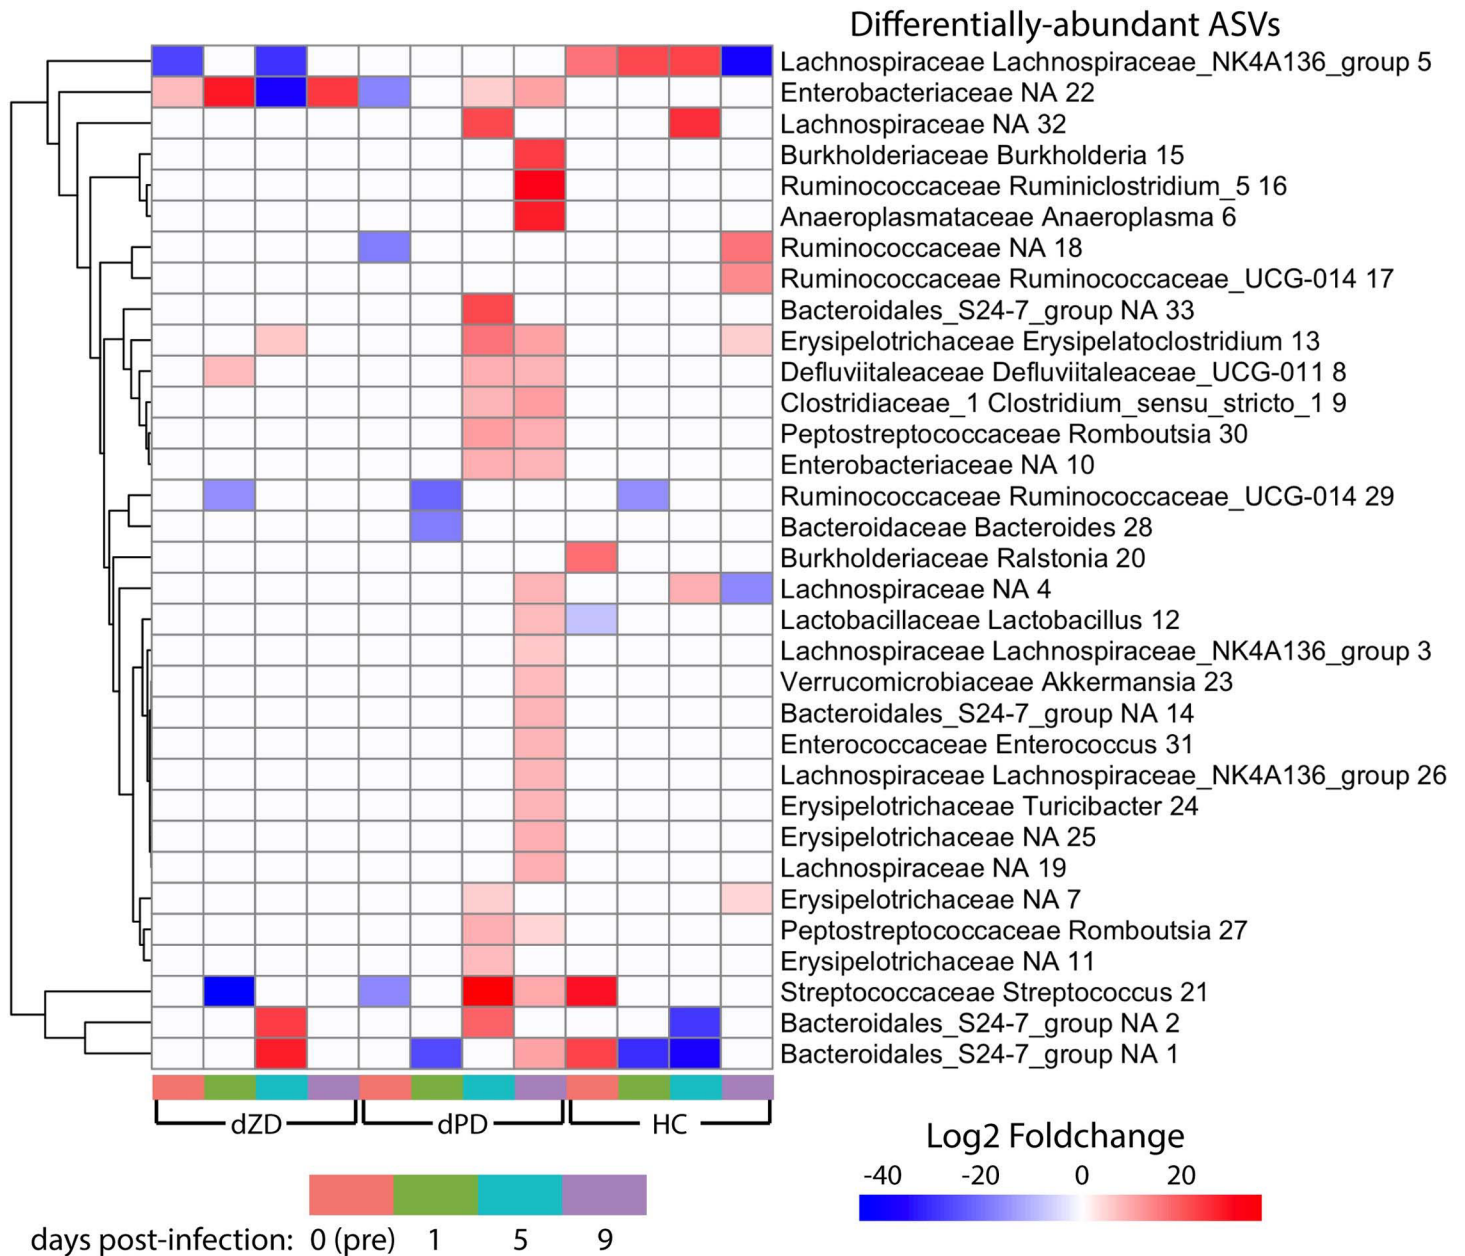 Differentially-abundant ASVs
Lachnospiraceae Lachnospiraceae_NK4A136_group 5
Enterobacteriaceae NA 22
Lachnospiraceae NA 32
Burkholderiaceae Burkholderia 15
Ruminococcaceae Ruminiclostridium_5 16
Anaeroplasmataceae Anaeroplasma 6
Ruminococcaceae NA 18
Ruminococcaceae Ruminococcaceae_UCG-014 17
Bacteroidales_S24-7_group NA 33
Erysipelotrichaceae Erysipelatoclostridium 13
Defluviitaleaceae Defluviitaleaceae_UCG-011 8
Clostridiaceae_1 Clostridium_sensu_stricto_1 9
Peptostreptococcaceae Romboutsia 30
Enterobacteriaceae NA 10
Ruminococcaceae Ruminococcaceae_UCG-014 29
Bacteroidaceae Bacteroides 28
Burkholderiaceae Ralstonia 20
Lachnospiraceae NA 4
Lactobacillaceae Lactobacillus 12
Lachnospiraceae Lachnospiraceae_NK4A136_group 3
Verrucomicrobiaceae Akkermansia 23
Bacteroidales_S24-7_group NA 14
Enterococcaceae Enterococcus 31
Lachnospiraceae Lachnospiraceae_NK4A136_group 26
Erysipelotrichaceae Turicibacter 24
Erysipelotrichaceae NA 25
Lachnospiraceae NA 19
Erysipelotrichaceae NA 7
Peptostreptococcaceae Romboutsia 27
Erysipelotrichaceae NA 11
Streptococcaceae Streptococcus 21
Bacteroidales_S24-7_group NA 2
Bacteroidales_S24-7_group NA 1
dZD dPD HC
Log2 Foldchange
-40 -20 0 20
days post-infection: 0 (pre) 1 5 9